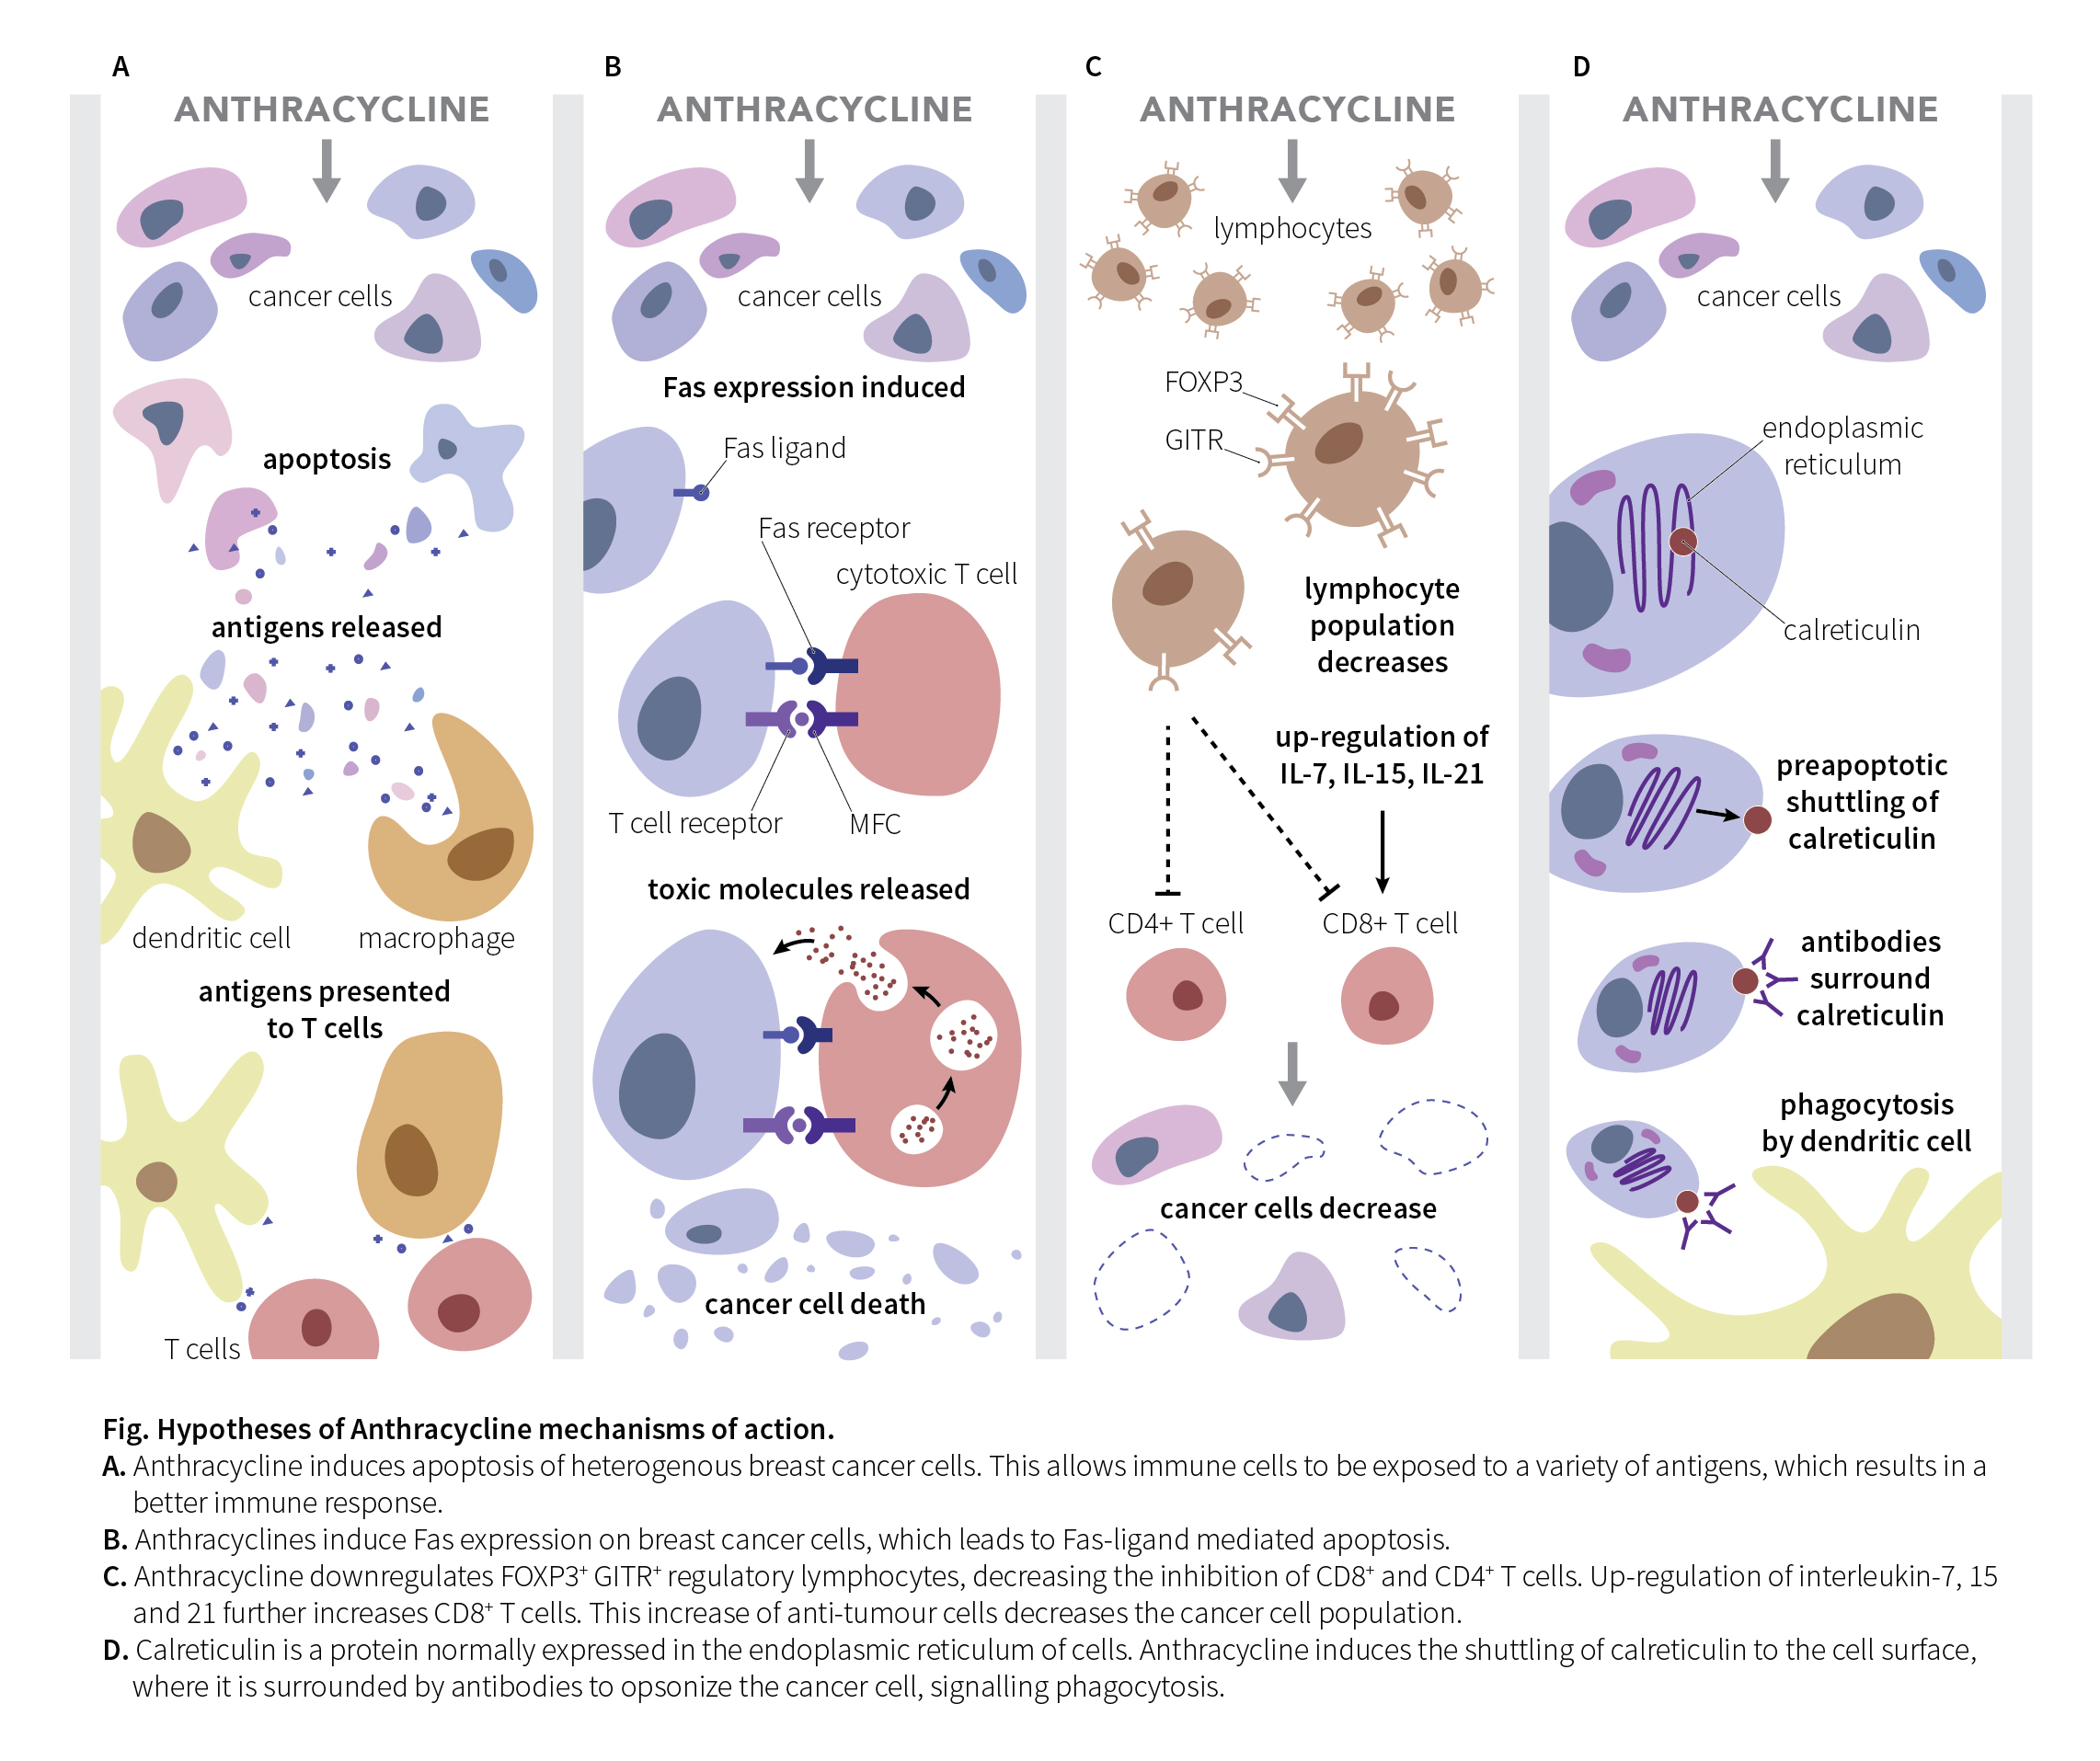 A
ANTHRACYCLINE
cancer cells
apoptosis
antigens released
dendritic cell
macrophage
antigens presented
to T cells
T cells
B
ANTHRACYCLINE
cancer cells
Fas expression induced
Fas ligand
Fas receptor
cytotoxic T cell
T cell receptor
MFC
toxic molecules released
cancer cell death
C
ANTHRACYCLINE
lymphocytes
FOXP3
GITR
lymphocyte
population
decreases
up-regulation of
IL-7, IL-15, IL-21
CD4+ T cell
CD8+ T cell
cancer cells decrease
D
ANTHRACYCLINE
cancer cells
endoplasmic
reticulum
calreticulin
preapoptotic
shuttling of
calreticulin
antibodies
surround
calreticulin
phagocytosis
by dendritic cell
Fig. Hypotheses of Anthracycline mechanisms of action.
A. Anthracycline induces apoptosis of heterogenous breast cancer cells. This allows immune cells to be exposed to a variety of antigens, which results in a
better immune response.
B. Anthracyclines induce Fas expression on breast cancer cells, which leads to Fas-ligand mediated apoptosis.
C. Anthracycline downregulates FOXP3⁺ GITR⁺ regulatory lymphocytes, decreasing the inhibition of CD8⁺ and CD4⁺ T cells. Up-regulation of interleukin-7, 15
and 21 further increases CD8⁺ T cells. This increase of anti-tumour cells decreases the cancer cell population.
D. Calreticulin is a protein normally expressed in the endoplasmic reticulum of cells. Anthracycline induces the shuttling of calreticulin to the cell surface,
where it is surrounded by antibodies to opsonize the cancer cell, signalling phagocytosis.